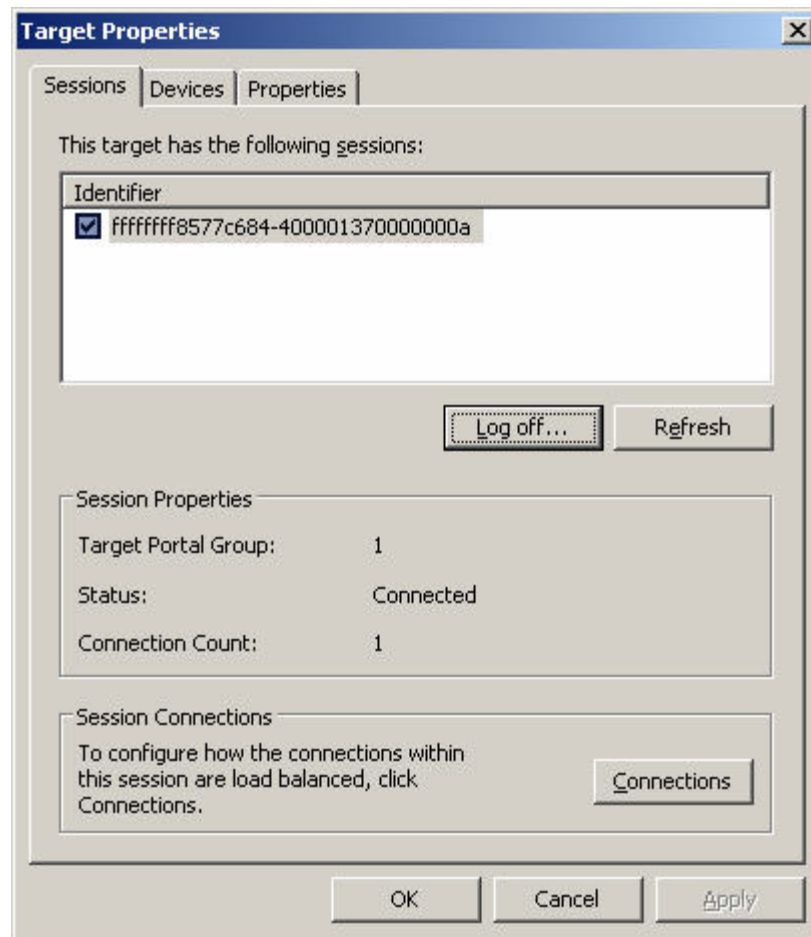 Target Properties
Sessions Devices Properties
This target has the following sessions:
Identifier
ffffffff8577c684-400001370000000a
Log off... Refresh
Session Properties
Target Portal Group: 1
Status: Connected
Connection Count: 1
Session Connections
To configure how the connections within
this session are load balanced, click
Connections.
Connections
OK Cancel Apply